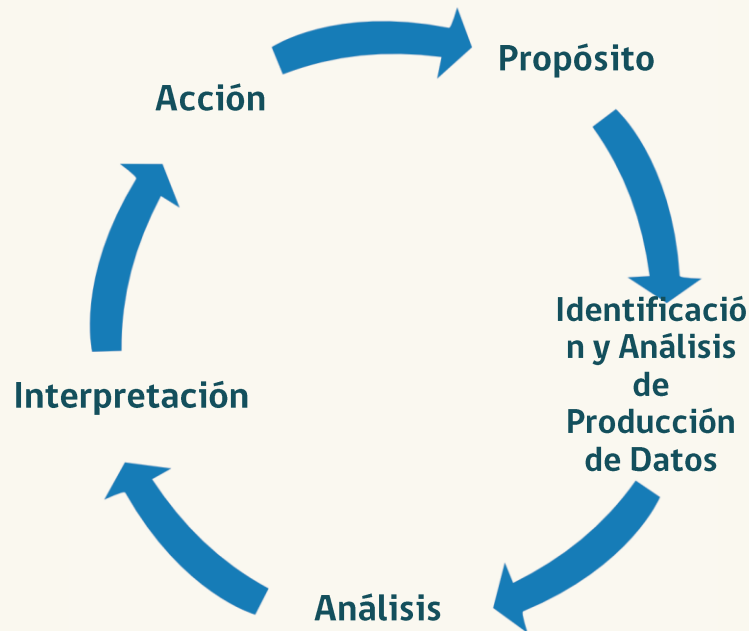 Propósito
Acción
Identificació
n y Análisis
de
Producción
de Datos
Interpretación
Análisis